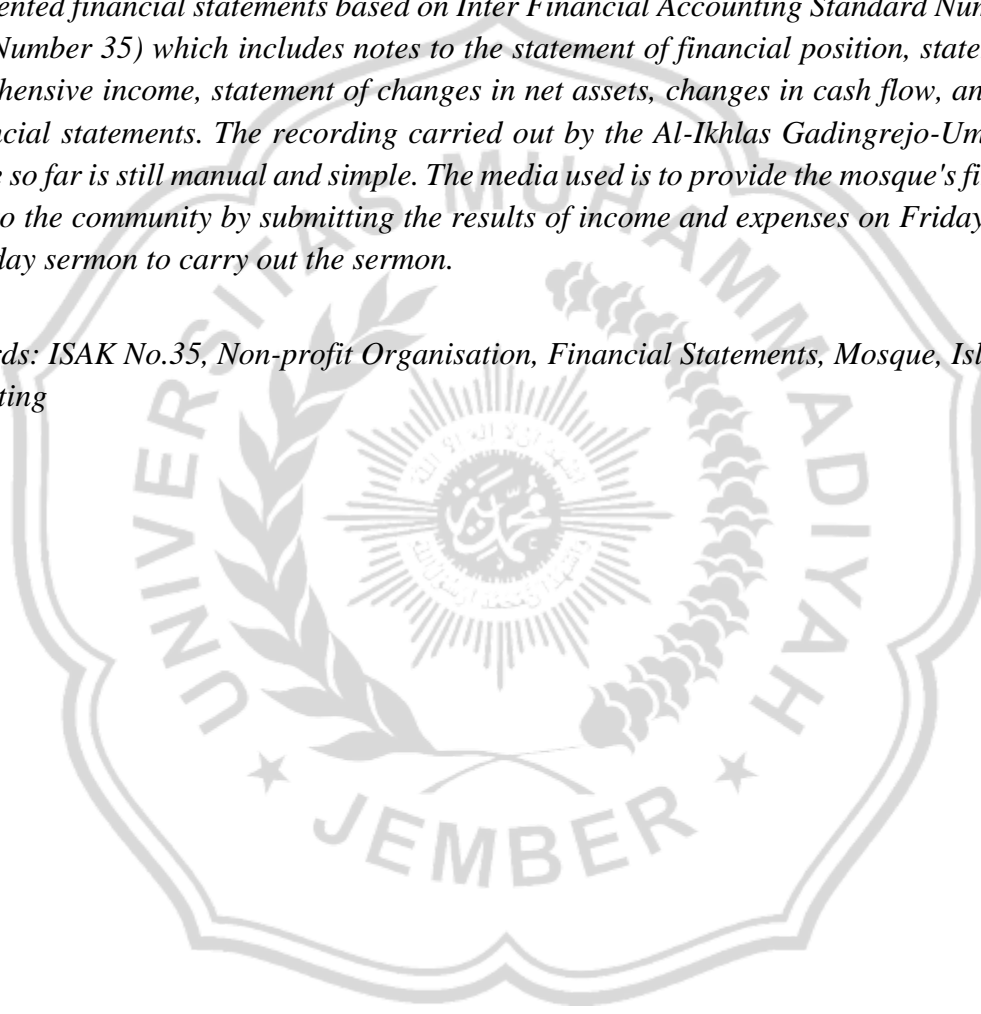 ented financial statements based on Inter Financial Accounting Standard Nun
Number 35) which includes notes to the statement of financial position, state
hensive income, statement of changes in net assets, changes in cash flow, an
ncial statements. The recording carried out by the Al-Ikhlas Gadingrejo-Um
e so far is still manual and simple. The media used is to provide the mosque's fi
o the community by submitting the results of income and expenses on Friday
day sermon to carry out the sermon.
rds: ISAK No.35, Non-profit Organisation, Financial Statements, Mosque, Isl
ting
UNIVERSITAS MUHAMMADIYAH
JEMBER